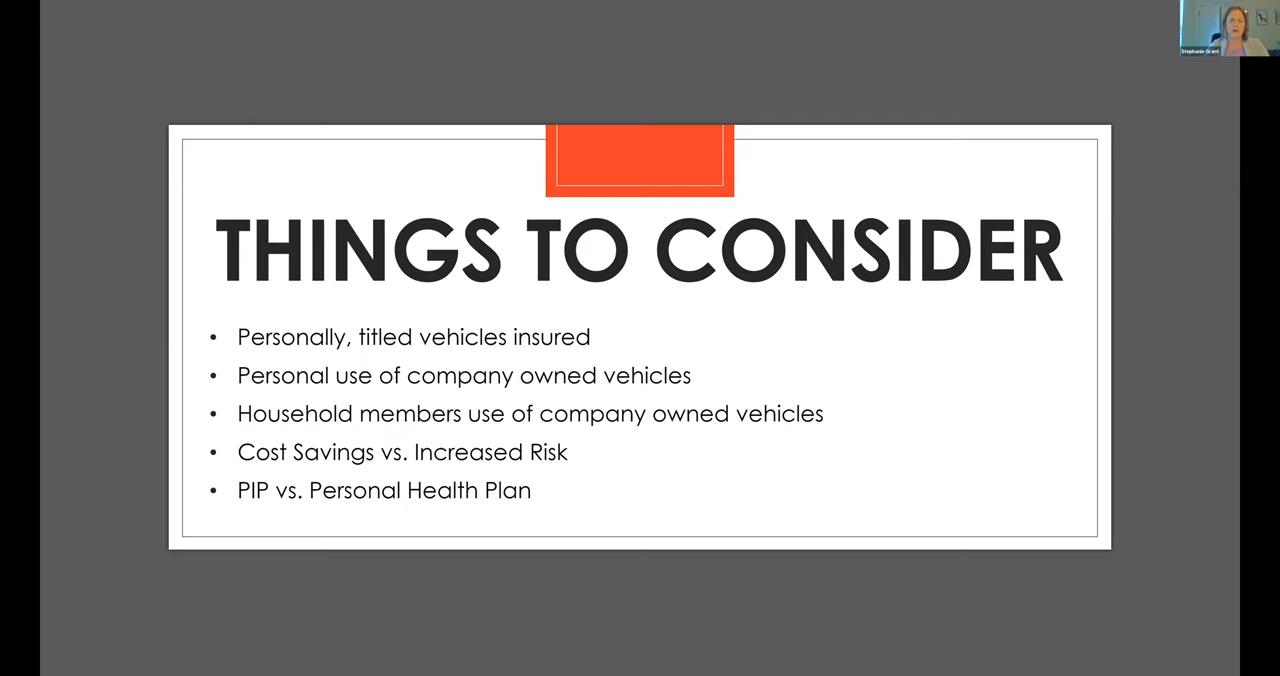 Stephanie Grant
THINGS TO CONSIDER
• Personally, titled vehicles insured
• Personal use of company owned vehicles
• Household members use of company owned vehicles
• Cost Savings vs. Increased Risk
• PIP vs. Personal Health Plan